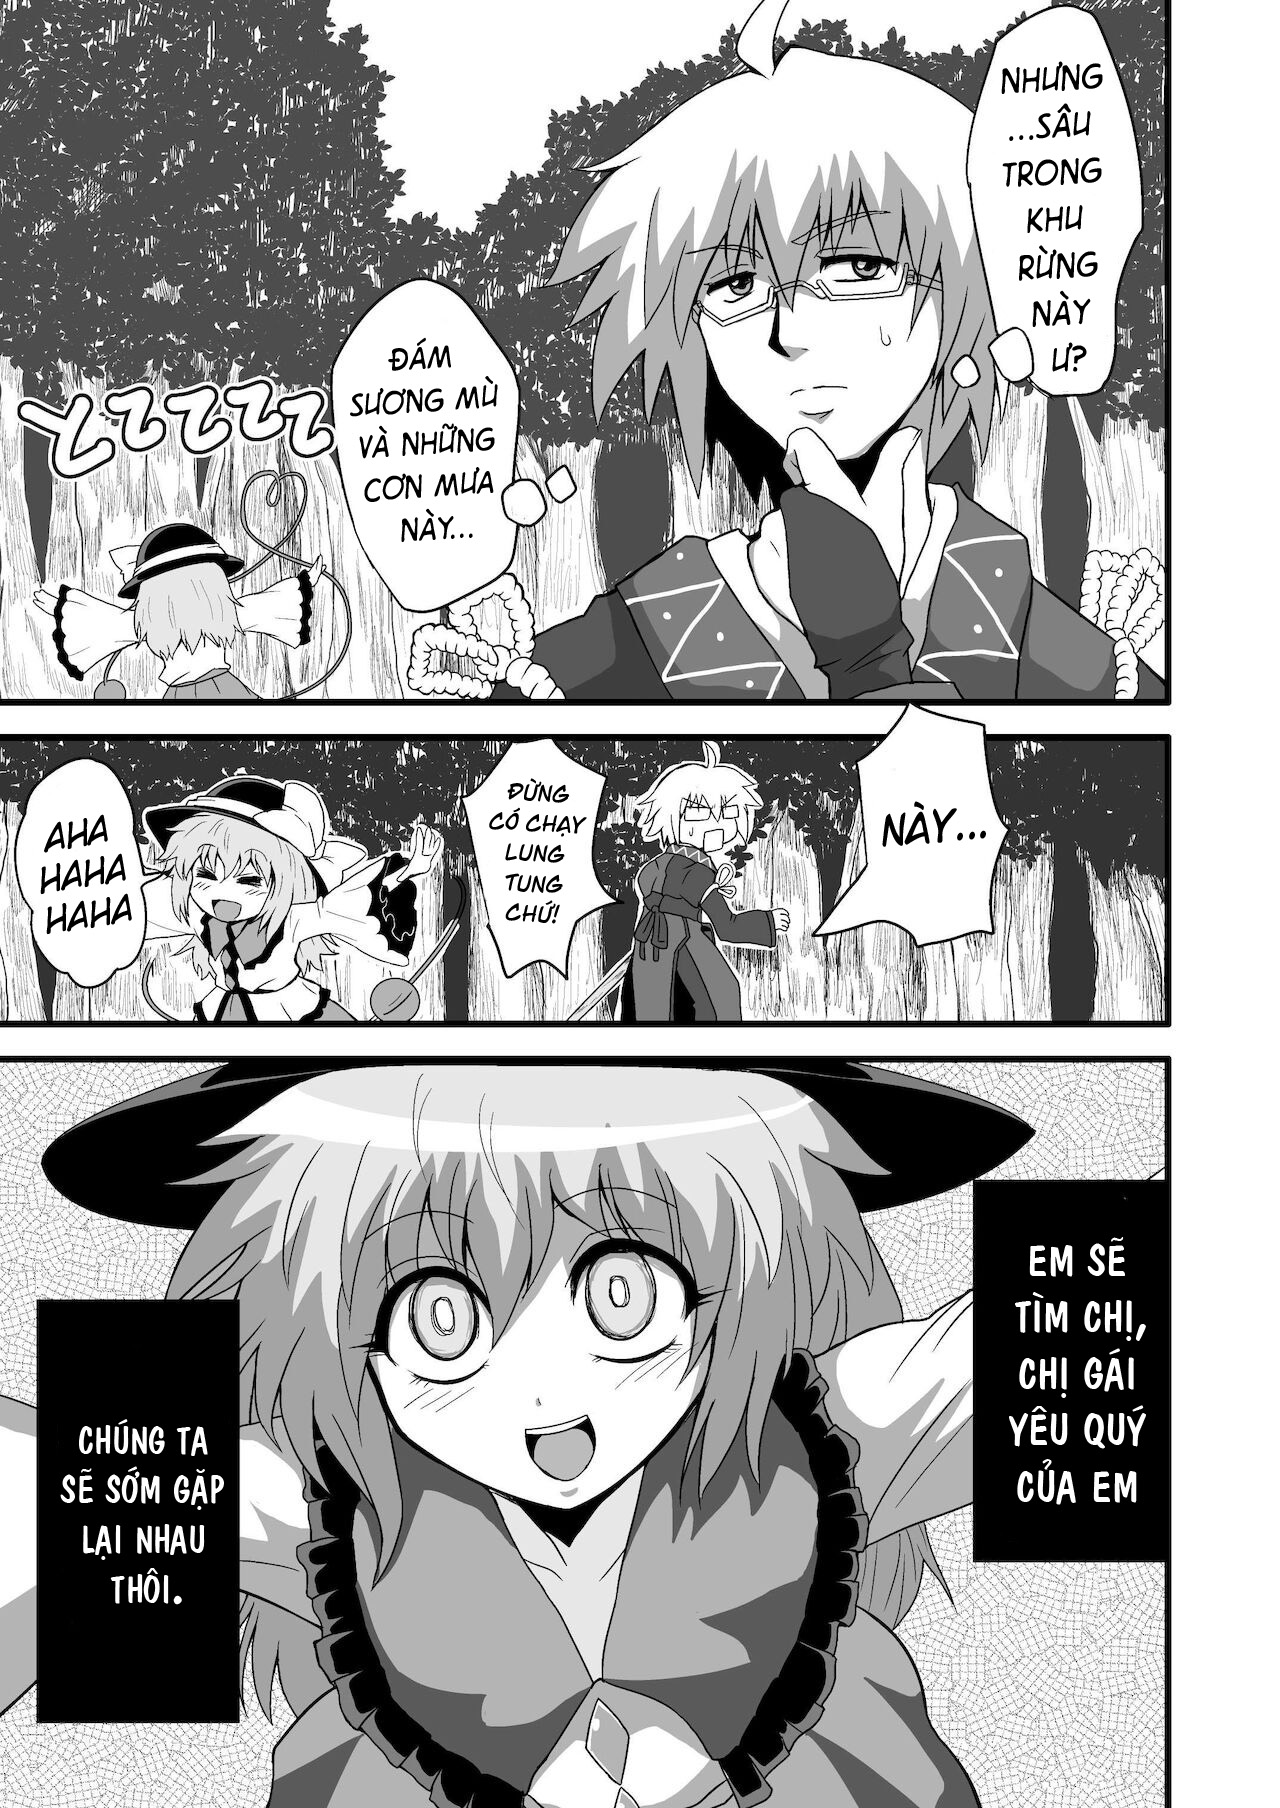 NHƯNG
...SÂU
TRONG
KHU
RỪNG
NÀY
Ư?
ĐÁM
SƯƠNG MÙ
VÀ NHỮNG
CƠN MƯA
NÀY...
NÀY...
ĐỪNG
CÓ CHẠY
LUNG
TUNG
CHỨ!
AHA
HAHA
HAHA
EM SẼ
TÌM CHỊ,
CHỊ GÁI
YÊU QUÝ
CỦA EM
CHÚNG TA
SẼ SỚM GẶP
LẠI NHAU
THÔI.